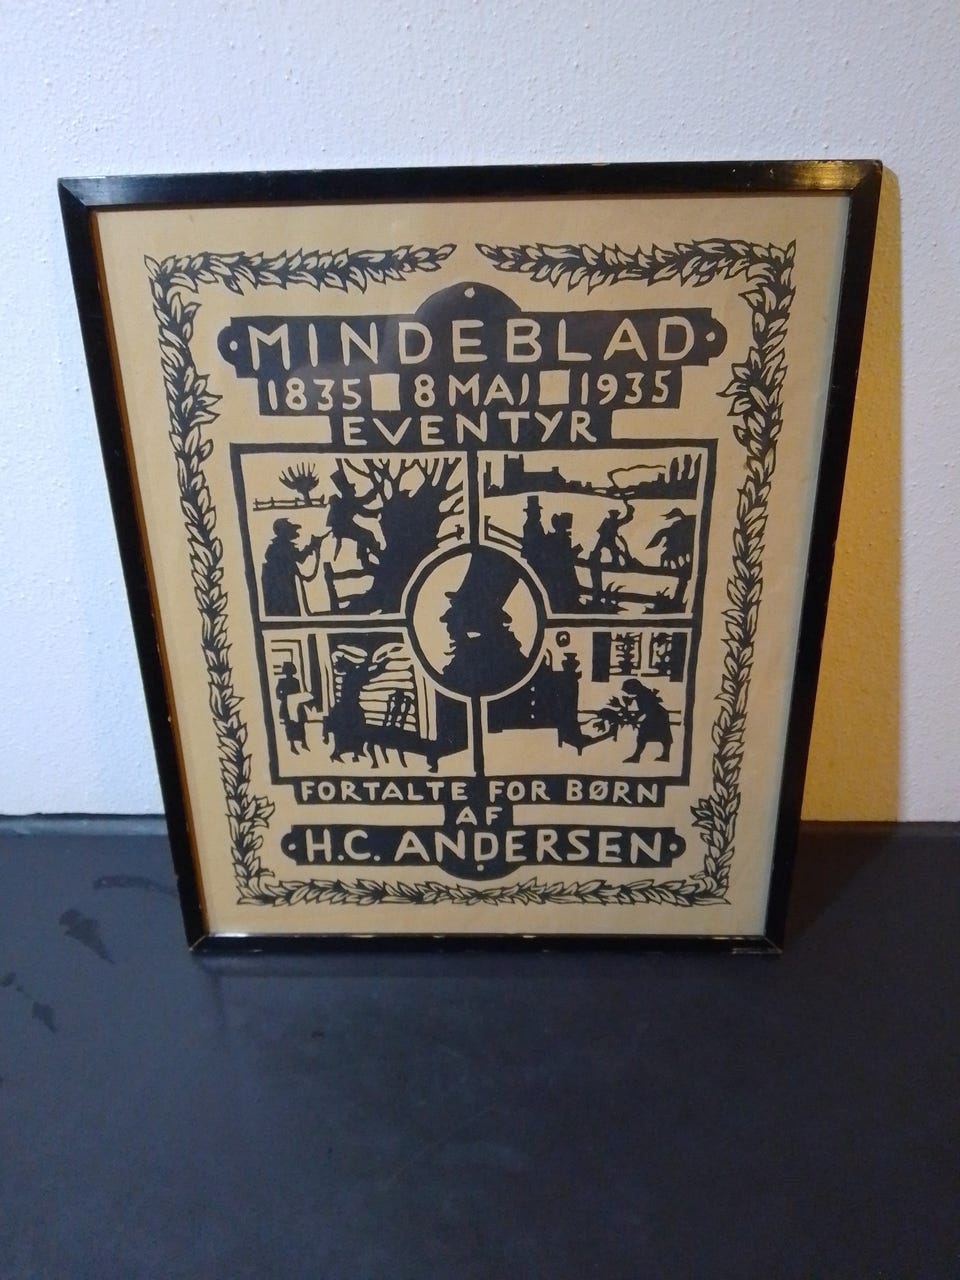 MINDEBLAD
1835 8 MAJ 1935
EVENTYR
FORTALTE FOR BØRN
AF
H.C. ANDERSEN